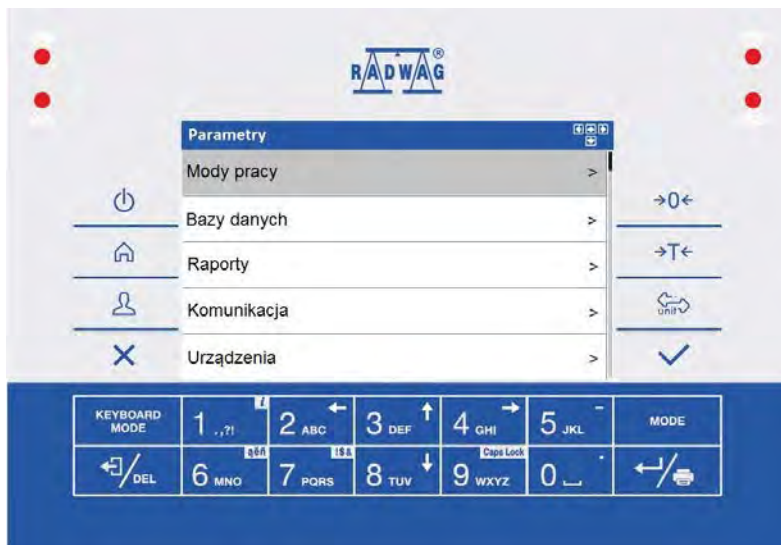 RADWAG®
Parametry
Mody pracy >
Bazy danych >
Raporty >
Komunikacja >
Urządzenia >
→0←
→T←
unit
KEYBOARD MODE
1 .,?! i
2 ABC ←
3 DEF ↑
4 GHI →
5 JKL -
MODE
/DEL
6 MNO ąêñ
7 PQRS !$&
8 TUV ↓
9 WXYZ Caps Lock
0 .